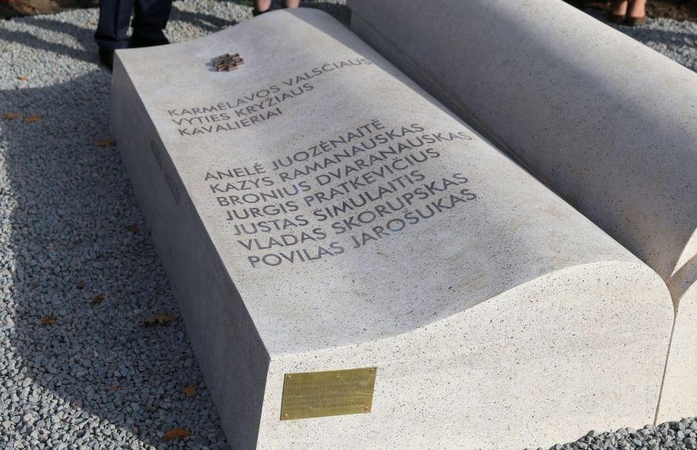 KARMĖLAVOS VALSČIAUS
VYTIES KRYŽIAUS
KAVALIERIAI
ANELĖ JUOZĖNAITĖ
KAZYS RAMANAUSKAS
BRONIUS DVARANAUSKAS
JURGIS PRATKEVIČIUS
JUSTAS SIMULAITIS
VLADAS SKORUPSKAS
POVILAS JAROŠUKAS